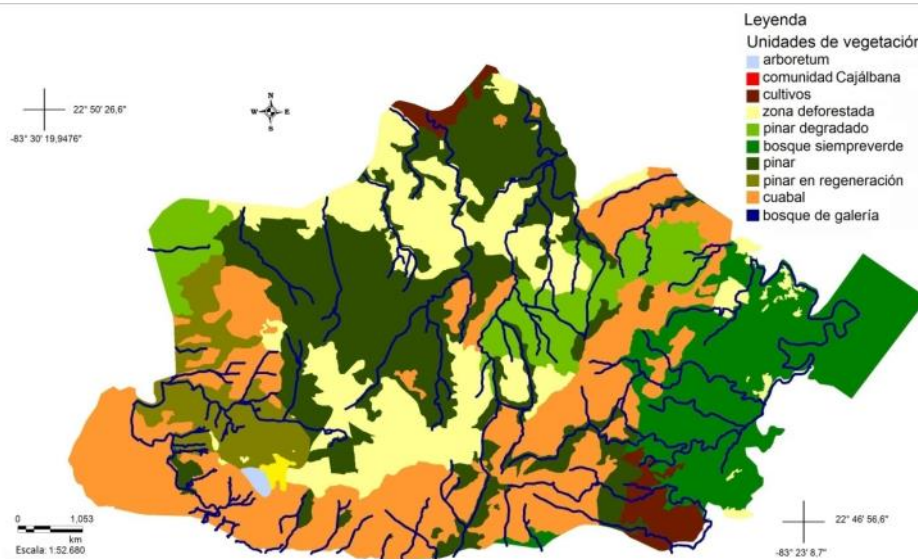 Leyenda
Unidades de vegetación
arboretum
comunidad Cajálbana
cultivos
zona deforestada
pinar degradado
bosque siempreverde
pinar
pinar en regeneración
cuabal
bosque de galería
22° 50' 26,6"
-83° 30' 19,9476"
N
W E
S
0 1,053
km
Escala: 1:52.680
22° 46' 56,6"
-83° 23' 8,7"